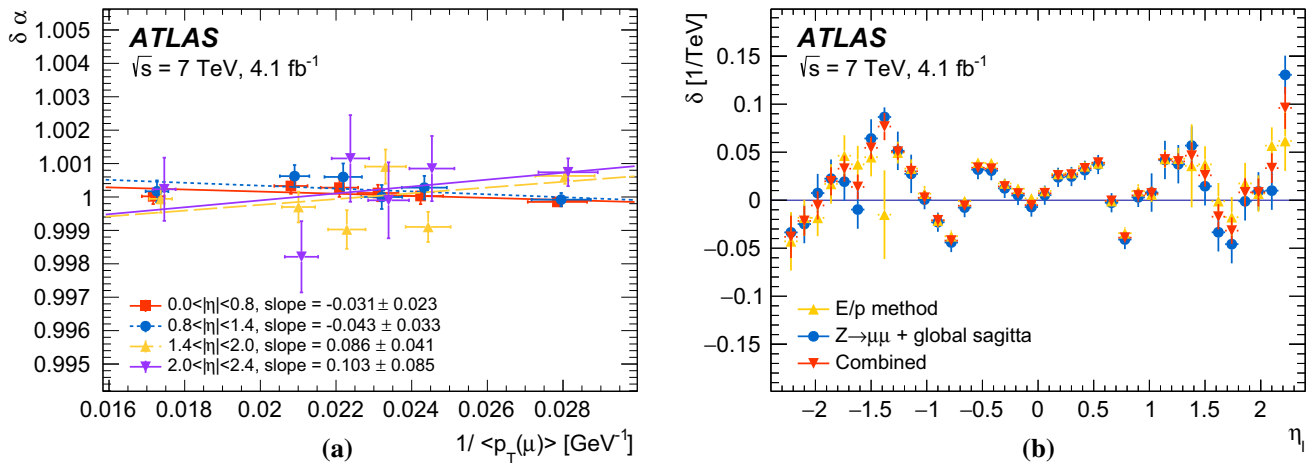 δ α
1.005
1.004
1.003
1.002
1.001
1
0.999
0.998
0.997
0.996
0.995
ATLAS
√s = 7 TeV, 4.1 fb⁻¹
0.0<|η|<0.8, slope = -0.031 ± 0.023
0.8<|η|<1.4, slope = -0.043 ± 0.033
1.4<|η|<2.0, slope = 0.086 ± 0.041
2.0<|η|<2.4, slope = 0.103 ± 0.085
0.016 0.018 0.02 0.022 0.024 0.026 0.028
1/ <p_T(μ)> [GeV⁻¹]
(a)
δ [1/TeV]
0.15
0.1
0.05
0
−0.05
−0.1
−0.15
ATLAS
√s = 7 TeV, 4.1 fb⁻¹
E/p method
Z→μμ + global sagitta
Combined
−2 −1.5 −1 −0.5 0 0.5 1 1.5 2
η_l
(b)